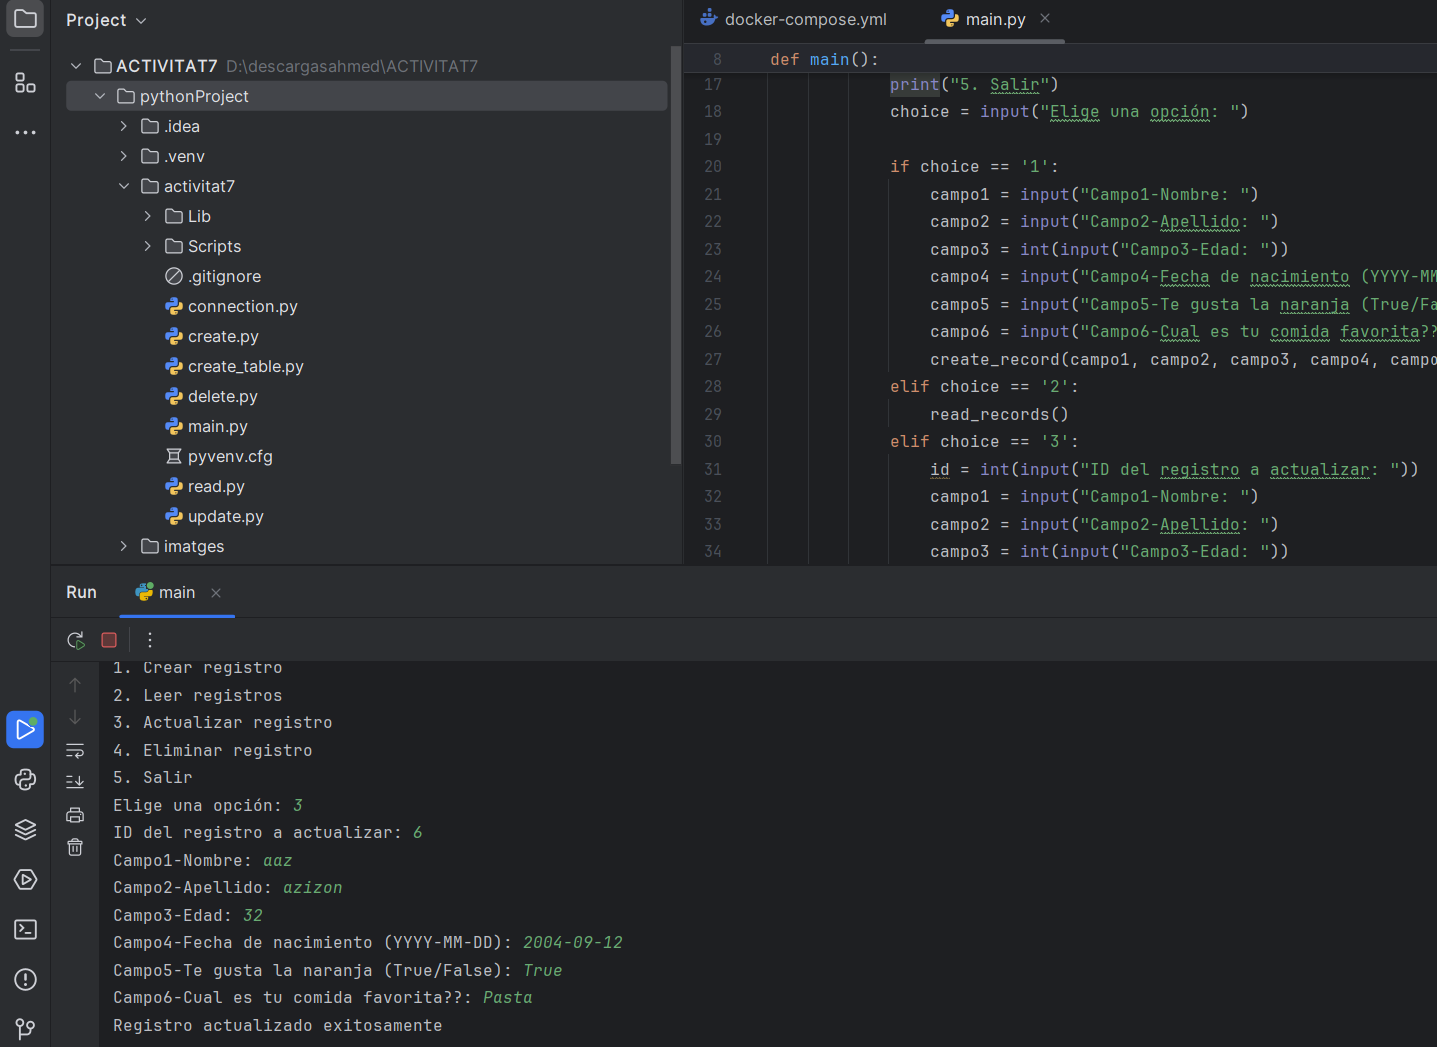 Project
ACTIVITAT7 D:\descargasahmed\ACTIVITAT7
pythonProject
.idea
.venv
activitat7
Lib
Scripts
.gitignore
connection.py
create.py
create_table.py
delete.py
main.py
pyvenv.cfg
read.py
update.py
imatges
docker-compose.yml
main.py
8 def main():
17 print("5. Salir")
18 choice = input("Elige una opción: ")
19
20 if choice == '1':
21 campo1 = input("Campo1-Nombre: ")
22 campo2 = input("Campo2-Apellido: ")
23 campo3 = int(input("Campo3-Edad: "))
24 campo4 = input("Campo4-Fecha de nacimiento (YYYY-MM
25 campo5 = input("Campo5-Te gusta la naranja (True/Fa
26 campo6 = input("Campo6-Cual es tu comida favorita??
27 create_record(campo1, campo2, campo3, campo4, campo
28 elif choice == '2':
29 read_records()
30 elif choice == '3':
31 id = int(input("ID del registro a actualizar: "))
32 campo1 = input("Campo1-Nombre: ")
33 campo2 = input("Campo2-Apellido: ")
34 campo3 = int(input("Campo3-Edad: "))
Run main
1. Crear registro
2. Leer registros
3. Actualizar registro
4. Eliminar registro
5. Salir
Elige una opción: 3
ID del registro a actualizar: 6
Campo1-Nombre: aaz
Campo2-Apellido: azizon
Campo3-Edad: 32
Campo4-Fecha de nacimiento (YYYY-MM-DD): 2004-09-12
Campo5-Te gusta la naranja (True/False): True
Campo6-Cual es tu comida favorita??: Pasta
Registro actualizado exitosamente